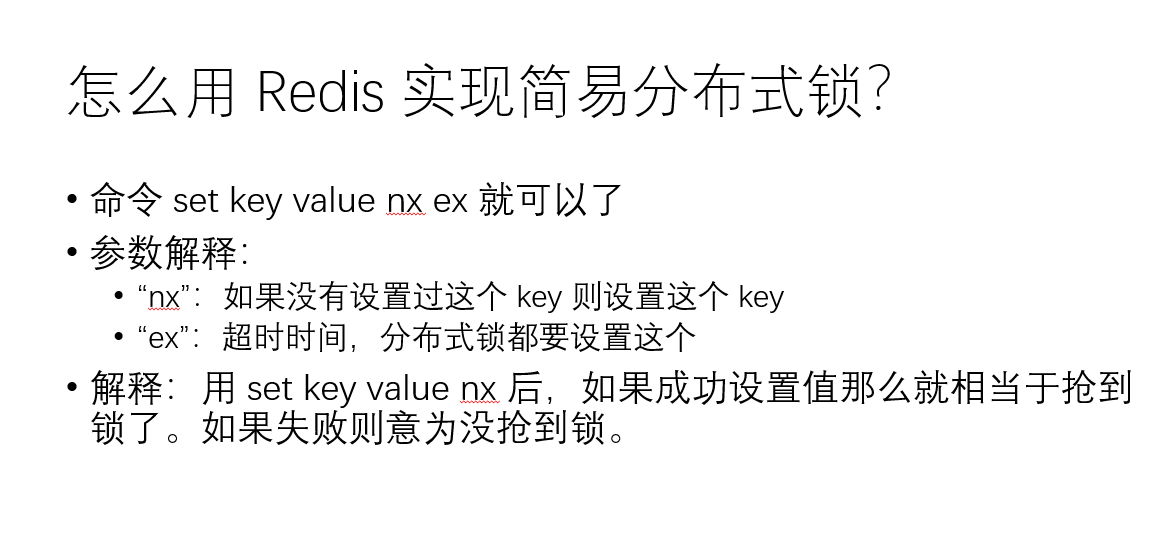 怎么用 Redis 实现简易分布式锁？
• 命令 set key value nx ex 就可以了
• 参数解释：
• “nx”：如果没有设置过这个 key 则设置这个 key
• “ex”：超时时间，分布式锁都要设置这个
• 解释：用 set key value nx 后，如果成功设置值那么就相当于抢到
锁了。如果失败则意为没抢到锁。